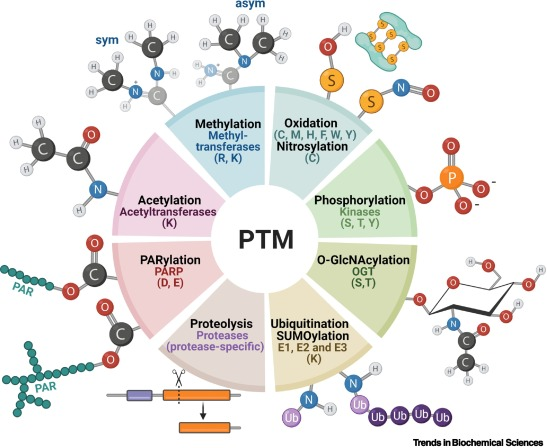 asym
sym
H
H
H
H
C
C
H
H
H
H
N
H
C
H
C
H
H
N
N
+
H
C
H
H
N
+
H
C
H
O
S
S
S
S
S
S
S
S
N
O
Methylation
Methyl-
transferases
(R, K)
Oxidation
(C, M, H, F, W, Y)
Nitrosylation
(C)
H
H
C
H
O
C
N
H
Acetylation
Acetyltransferases
(K)
Phosphorylation
Kinases
(S, T, Y)
O
O
P
O
-
O
-
PTM
PARylation
PARP
(D, E)
O-GlcNAcylation
OGT
(S,T)
O
C
O
PAR
O
C
O
PAR
H
O
O
O
H
O
O
H
N
H
C
O
C
H
H
H
Proteolysis
Proteases
(protease-specific)
Ubiquitination
SUMOylation
E1, E2 and E3
(K)
H
N
H
N
H
Ub
Ub
Ub
Ub
Ub
Ub
Trends in Biochemical Sciences